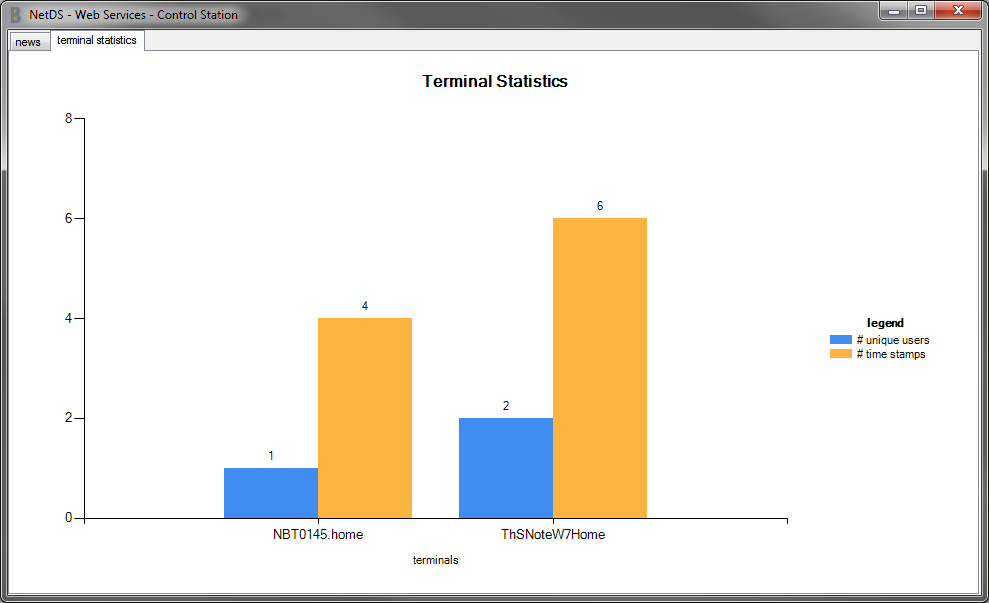 NetDS - Web Services - Control Station
news
terminal statistics
Terminal Statistics
8
6
4
2
0
1
4
2
6
NBT0145.home
ThSNoteW7Home
terminals
legend
# unique users
# time stamps